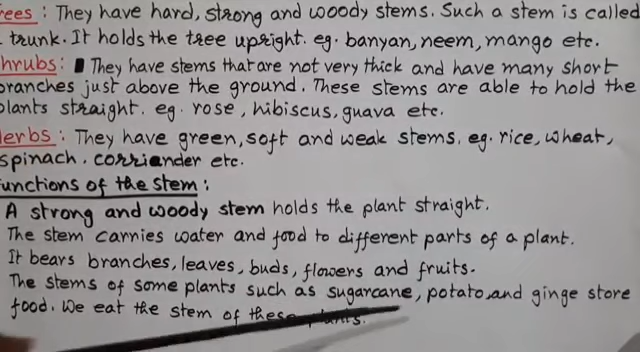 rees : They have hard, strong and woody stems. Such a stem is called
trunk. It holds the tree upright. eg. banyan, neem, mango etc.
hrubs : They have stems that are not very thick and have many short
branches just above the ground. These stems are able to hold the
plants straight. eg. rose, hibiscus, guava etc.
Herbs : They have green, soft and weak stems. eg. rice, wheat,
spinach. corriander etc.
unctions of the stem :
A strong and woody stem holds the plant straight.
The stem carries water and food to different parts of a plant.
It bears branches, leaves, buds, flowers and fruits.
The stems of some plants such as sugarcane, potato and ginge store
food. We eat the stem of these plants.